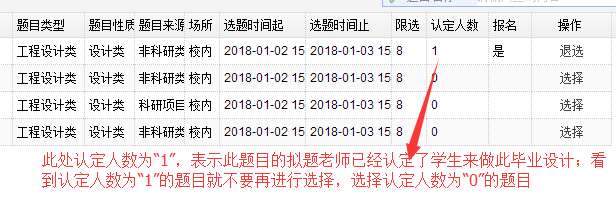 题目类型 题目性质 题目来源 场所 选题时间起 选题时间止 限选 认定人数 报名 操作
工程设计类 设计类 非科研类 校内 2018-01-02 15 2018-01-03 15 8 1 是 退选
工程设计类 设计类 非科研类 校内 2018-01-02 15 2018-01-03 15 8 0 选择
工程设计类 设计类 科研项目 校内 2018-01-02 15 2018-01-03 15 8 0 选择
工程设计类 设计类 非科研类 校内 2018-01-02 15 2018-01-03 15 8 0 选择
此处认定人数为“1”，表示此题目的拟题老师已经认定了学生来做此毕业设计；看
到认定人数为“1”的题目就不要再进行选择，选择认定人数为“0”的题目